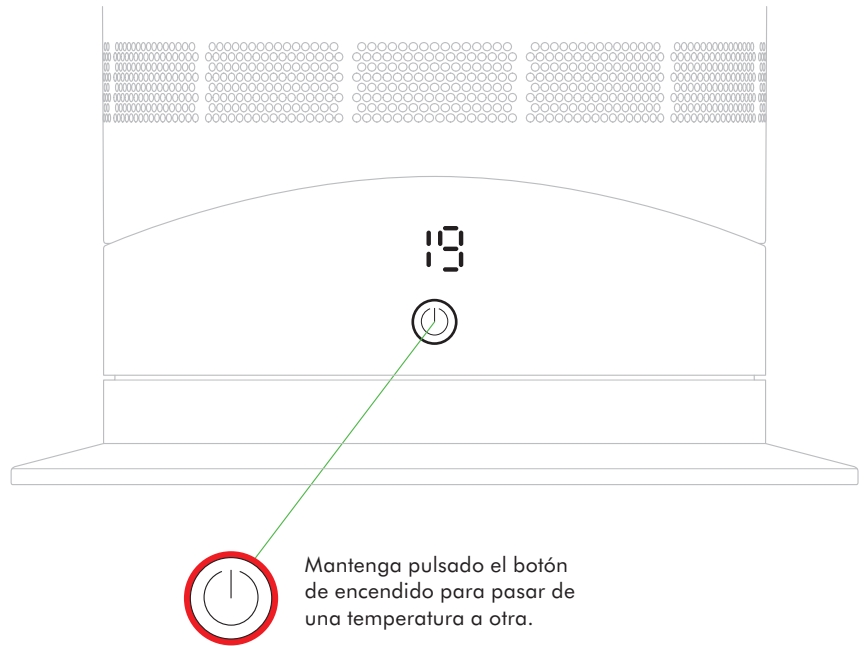 19
Mantenga pulsado el botón
de encendido para pasar de
una temperatura a otra.